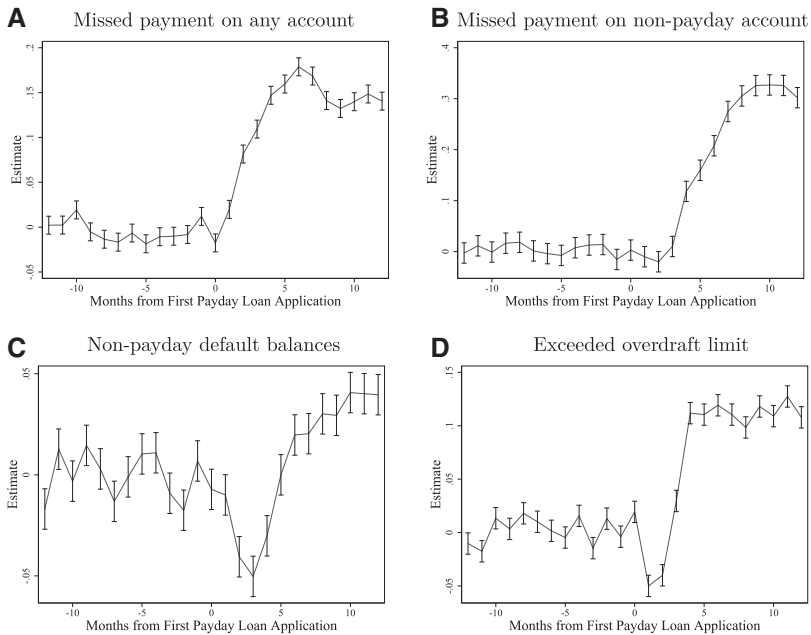 A Missed payment on any account
.2
.15
.1
.05
0
-.05
Estimate
-10 -5 0 5 10
Months from First Payday Loan Application
B Missed payment on non-payday account
.4
.3
.2
.1
0
Estimate
-10 -5 0 5 10
Months from First Payday Loan Application
C Non-payday default balances
.05
0
-.05
Estimate
-10 -5 0 5 10
Months from First Payday Loan Application
D Exceeded overdraft limit
.15
.1
.05
0
-.05
Estimate
-10 -5 0 5 10
Months from First Payday Loan Application